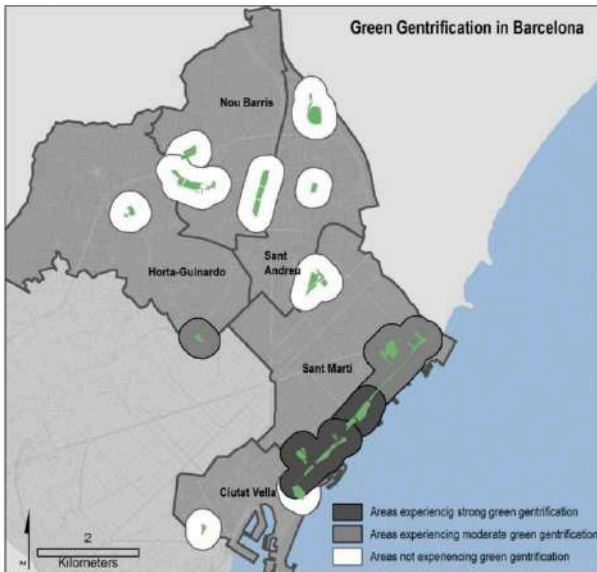 Green Gentrification in Barcelona
Nou Barris
Sant
Andreu
Horta-Guinardo
Sant Marti
Ciutat Vella
2
Kilometers
Areas experiencig strong green gentrification
Areas experiencing moderate green gentrification
Areas not experiencing green gentrification